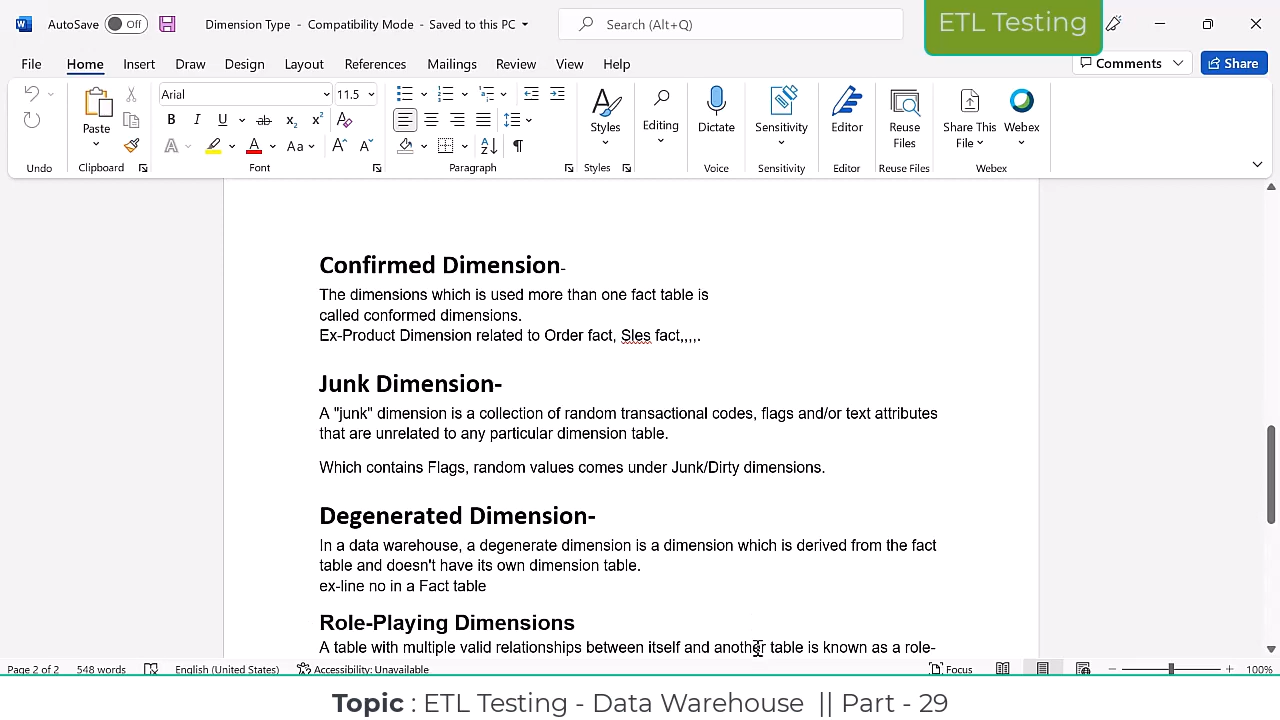 AutoSave Off Dimension Type - Compatibility Mode - Saved to this PC Search (Alt+Q) ETL Testing
File Home Insert Draw Design Layout References Mailings Review View Help Comments Share
Arial 11.5
Paste Styles Editing Dictate Sensitivity Editor Reuse Files Share This File Webex
B I U ab x₂ x² A
A A Aa A A
Undo Clipboard Font Paragraph Styles Voice Sensitivity Editor Reuse Files Webex
Confirmed Dimension-
The dimensions which is used more than one fact table is
called conformed dimensions.
Ex-Product Dimension related to Order fact, Sles fact,,,,.
Junk Dimension-
A "junk" dimension is a collection of random transactional codes, flags and/or text attributes
that are unrelated to any particular dimension table.
Which contains Flags, random values comes under Junk/Dirty dimensions.
Degenerated Dimension-
In a data warehouse, a degenerate dimension is a dimension which is derived from the fact
table and doesn't have its own dimension table.
ex-line no in a Fact table
Role-Playing Dimensions
A table with multiple valid relationships between itself and another table is known as a role-
Page 2 of 2 548 words English (United States) Accessibility: Unavailable Focus 100%
Topic : ETL Testing - Data Warehouse || Part - 29